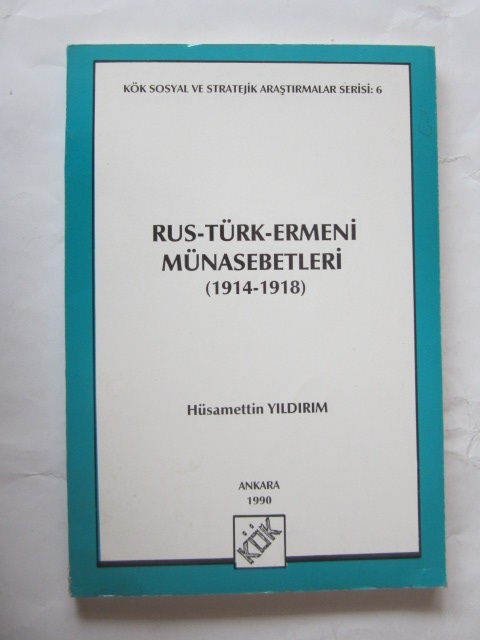 KÖK SOSYAL VE STRATEJİK ARAŞTIRMALAR SERİSİ: 6
RUS-TÜRK-ERMENİ
MÜNASEBETLERİ
(1914-1918)
Hüsamettin YILDIRIM
ANKARA
1990
KÖK